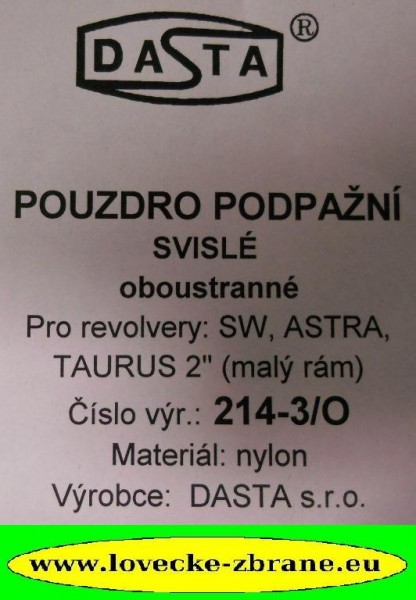 DASTA ®
POUZDRO PODPAŽNÍ
SVISLÉ
oboustranné
Pro revolvery: SW, ASTRA,
TAURUS 2" (malý rám)
Číslo výr.: 214-3/O
Materiál: nylon
Výrobce: DASTA s.r.o.
www.lovecke-zbrane.eu